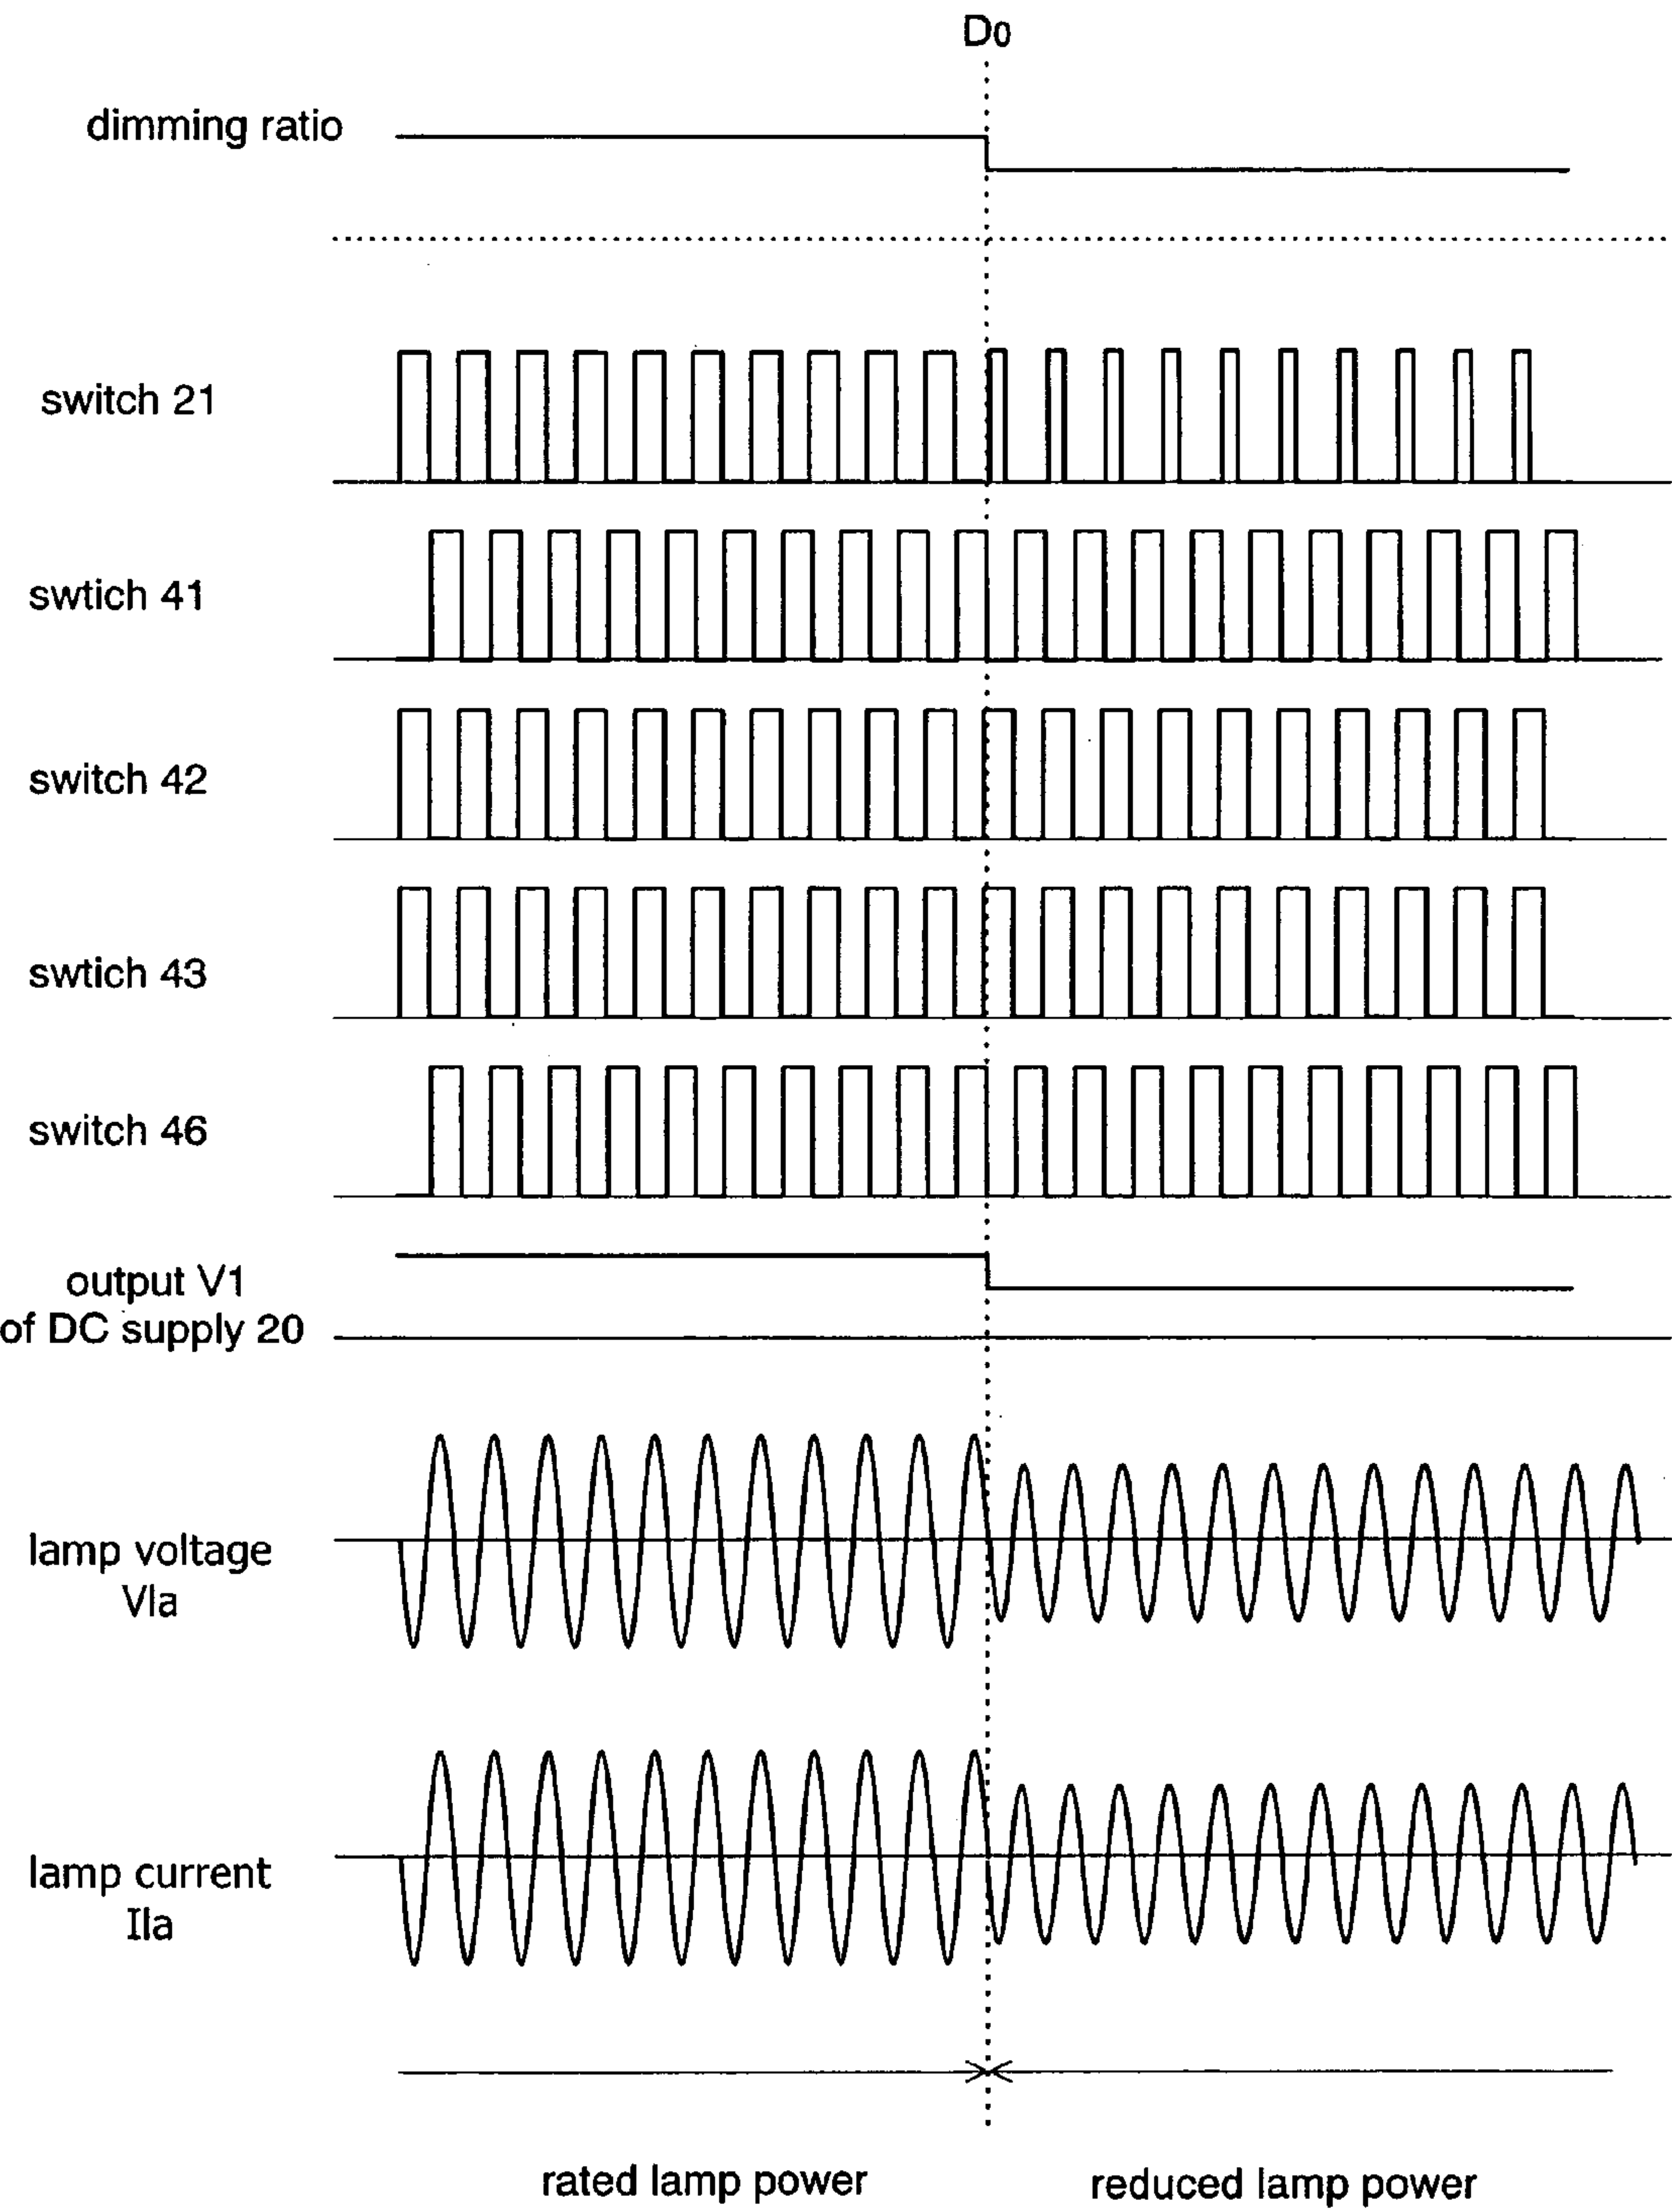 D0
dimming ratio
switch 21
swtich 41
switch 42
swtich 43
switch 46
output V1
of DC supply 20
lamp voltage
Vla
lamp current
Ila
rated lamp power
reduced lamp power